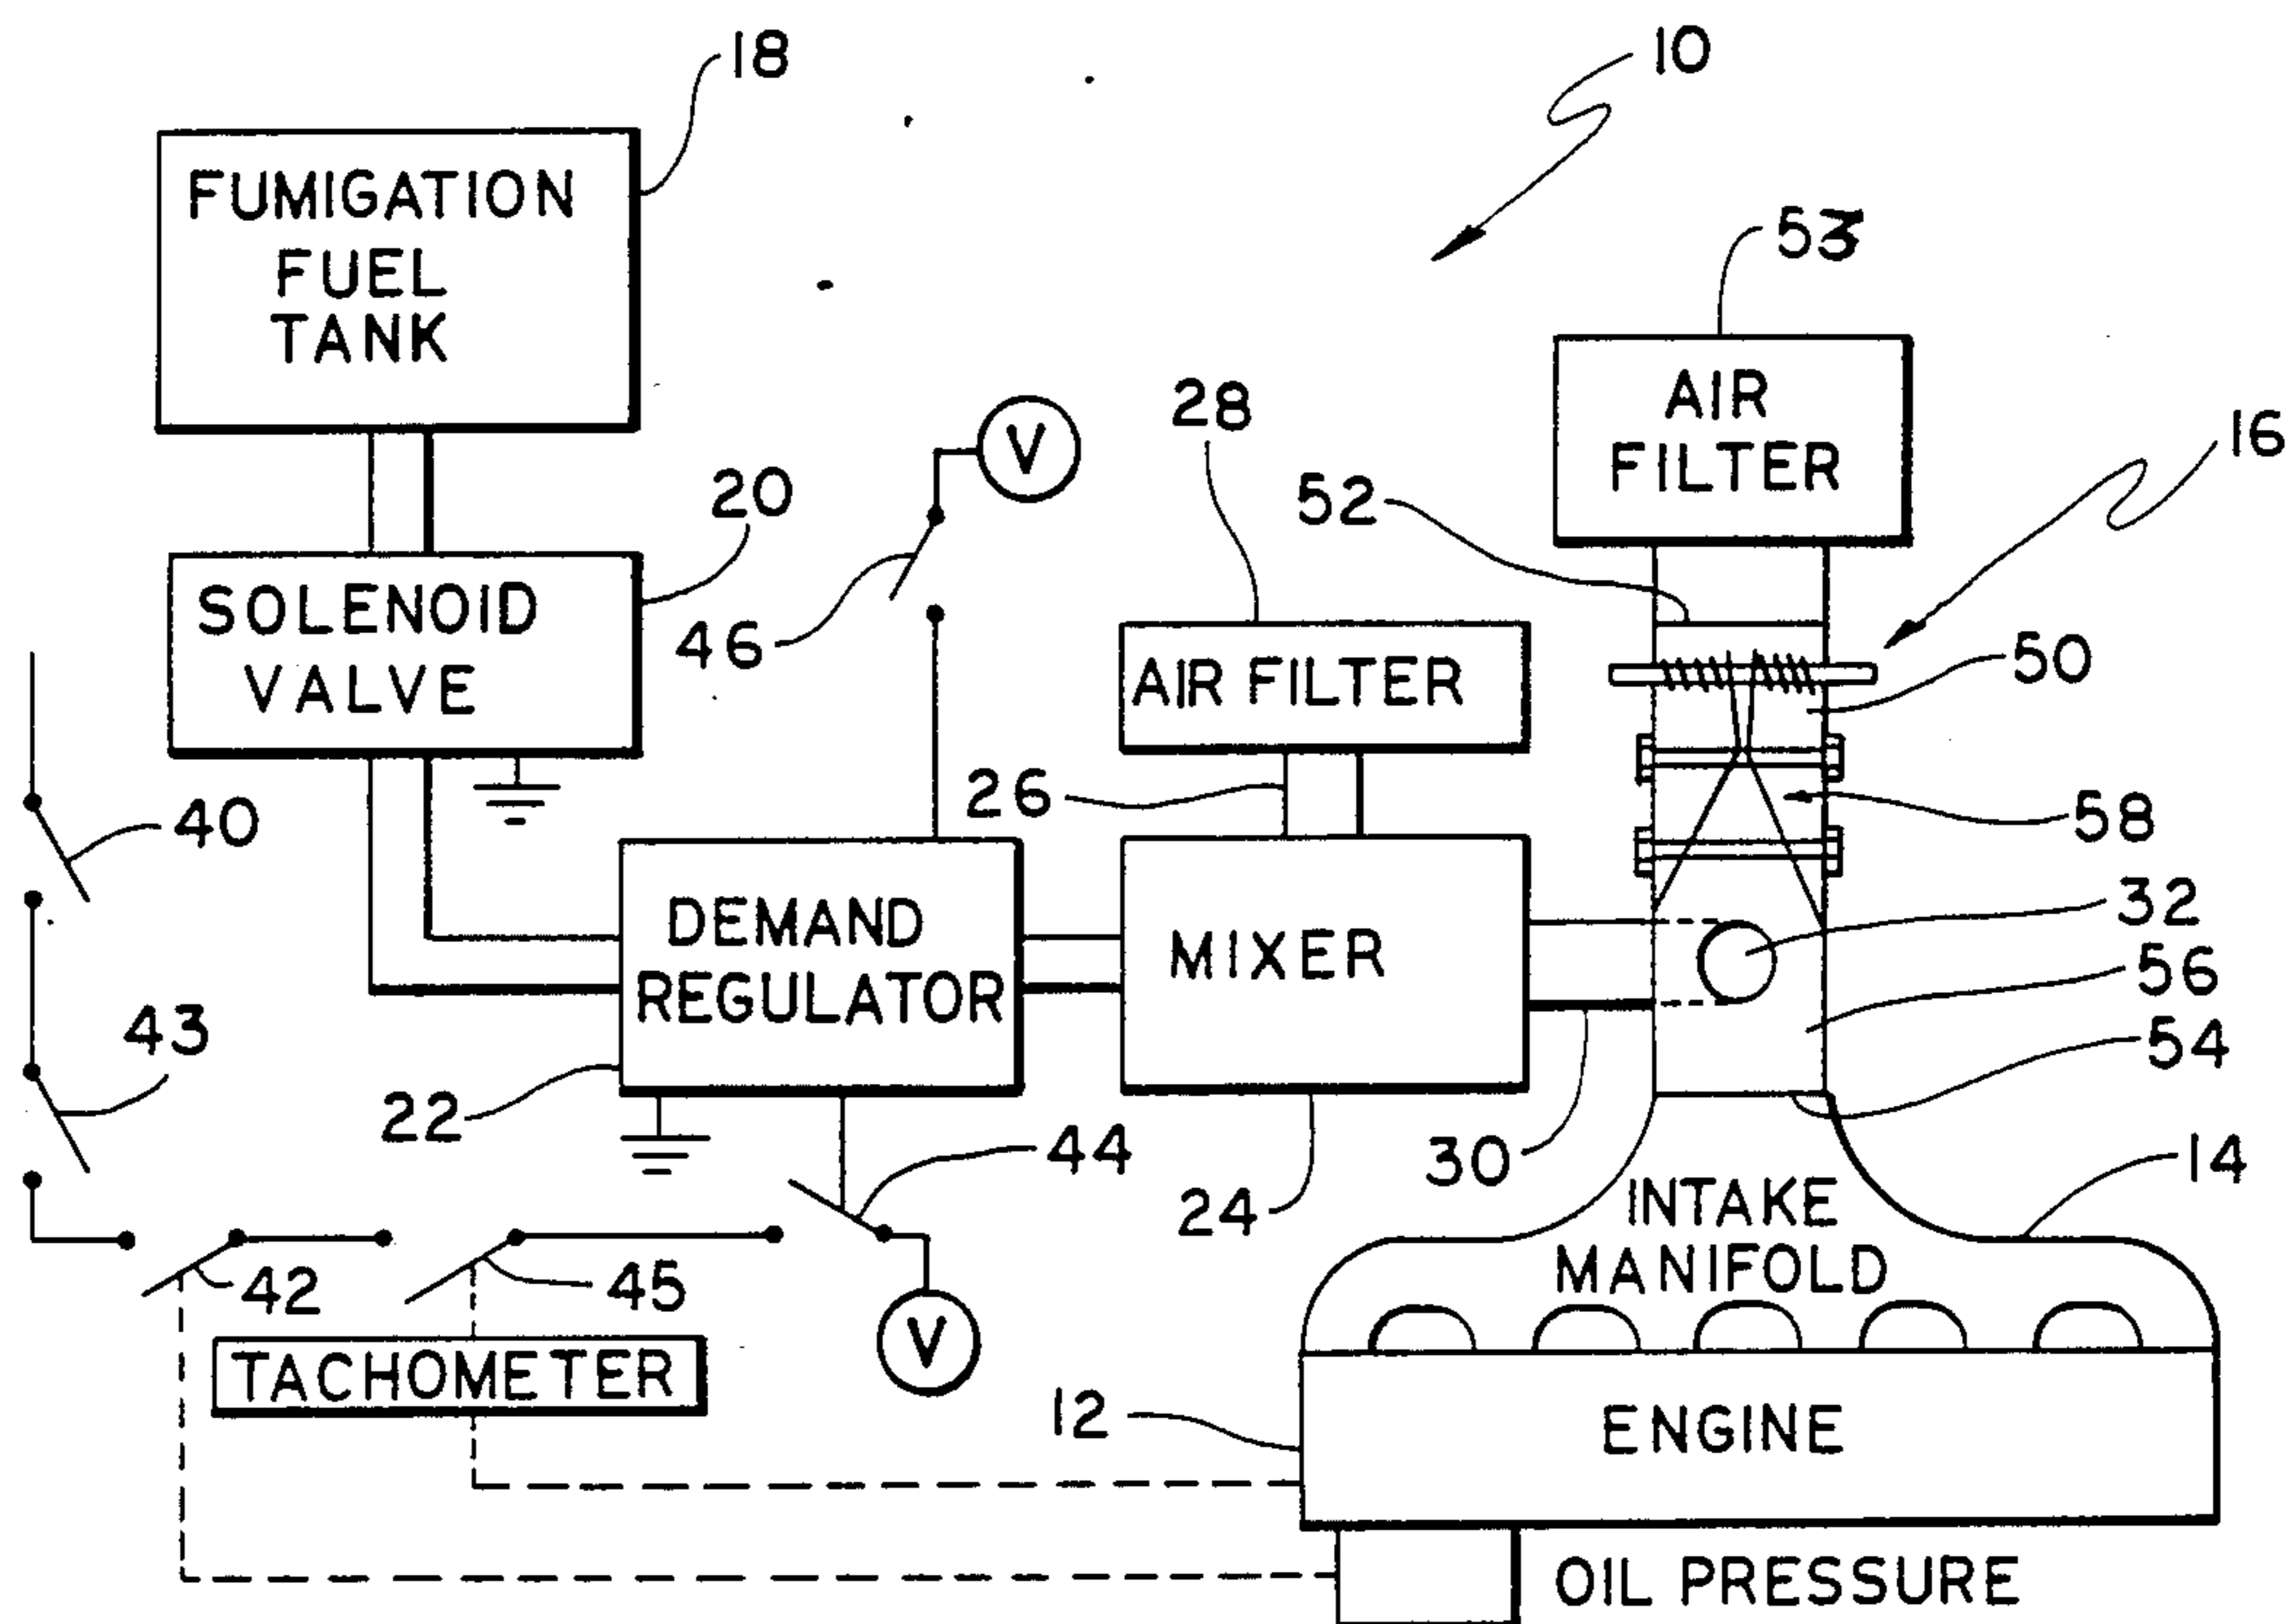 18
10
FUMIGATION
FUEL
TANK
53
AIR
FILTER
V
28
16
52
20
SOLENOID
VALVE
46
AIR FILTER
50
26
58
40
32
DEMAND
REGULATOR
MIXER
56
43
54
22
44
30
14
24
INTAKE
MANIFOLD
42
45
V
TACHOMETER
12
ENGINE
OIL PRESSURE